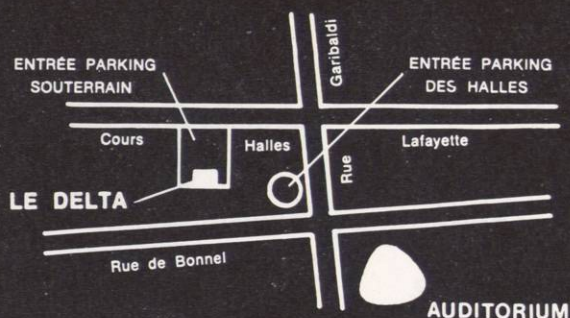 ENTRÉE PARKING
SOUTERRAIN
Garibaldi
ENTRÉE PARKING
DES HALLES
Cours
Halles
Rue
Lafayette
LE DELTA
Rue de Bonnel
AUDITORIUM